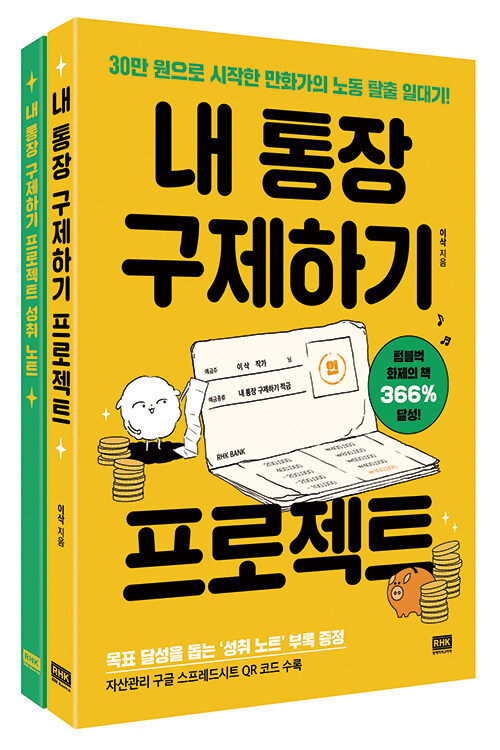 내 통장 구제하기 프로젝트 성취 노트
RHK
내 통장 구제하기 프로젝트
이삭 지음
RHK
30만 원으로 시작한 만화가의 노동 탈출 일대기!
내 통장
구제하기
이삭 지음
텀블벅
화제의 책
366%
달성!
예금주 이삭 작가 님
예금종류 내 통장 구제하기 적금
인
RHK BANK
프로젝트
목표 달성을 돕는 ‘성취 노트’ 부록 증정
자산관리 구글 스프레드시트 QR 코드 수록
RHK